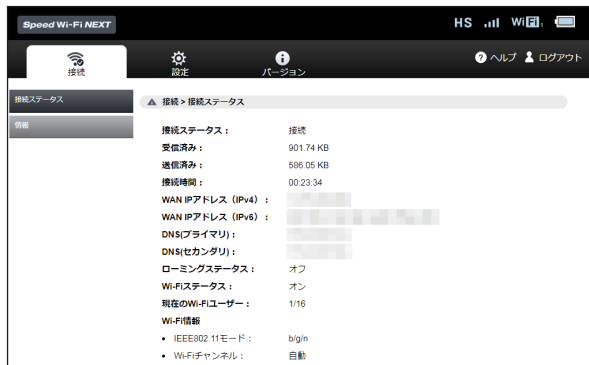 Speed Wi-Fi NEXT
HS WiFi 1
接続
設定
バージョン
ヘルプ ログアウト
接続ステータス
情報
接続 > 接続ステータス
接続ステータス： 接続
受信済み： 901.74 KB
送信済み： 586.05 KB
接続時間： 00:23:34
WAN IPアドレス（IPv4）：
WAN IPアドレス（IPv6）：
DNS(プライマリ)：
DNS(セカンダリ)：
ローミングステータス： オフ
Wi-Fiステータス： オン
現在のWi-Fiユーザー： 1/16
Wi-Fi情報
• IEEE802.11モード： b/g/n
• Wi-Fiチャンネル： 自動